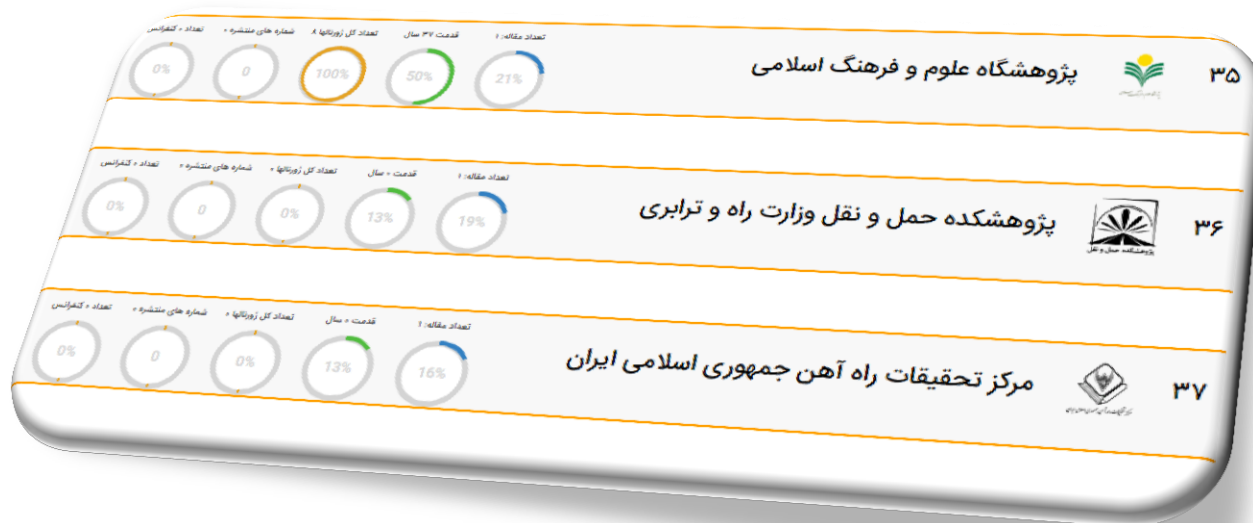 ۳۵
پژوهشگاه علوم و فرهنگ اسلامی
تعداد مقاله: ۱
21%
قدمت ۳۷ سال
50%
تعداد کل ژورنالها ۸
100%
شماره های منتشره ۰
0
تعداد ۰ کنفرانس
0%
۳۶
پژوهشکده حمل و نقل
پژوهشکده حمل و نقل وزارت راه و ترابری
تعداد مقاله: ۱
19%
قدمت ۰ سال
13%
تعداد کل ژورنالها ۰
0%
شماره های منتشره ۰
0
تعداد ۰ کنفرانس
0%
۳۷
مرکز تحقیقات راه آهن جمهوری اسلامی ایران
تعداد مقاله: ۱
16%
قدمت ۰ سال
13%
تعداد کل ژورنالها ۰
0%
شماره های منتشره ۰
0
تعداد ۰ کنفرانس
0%